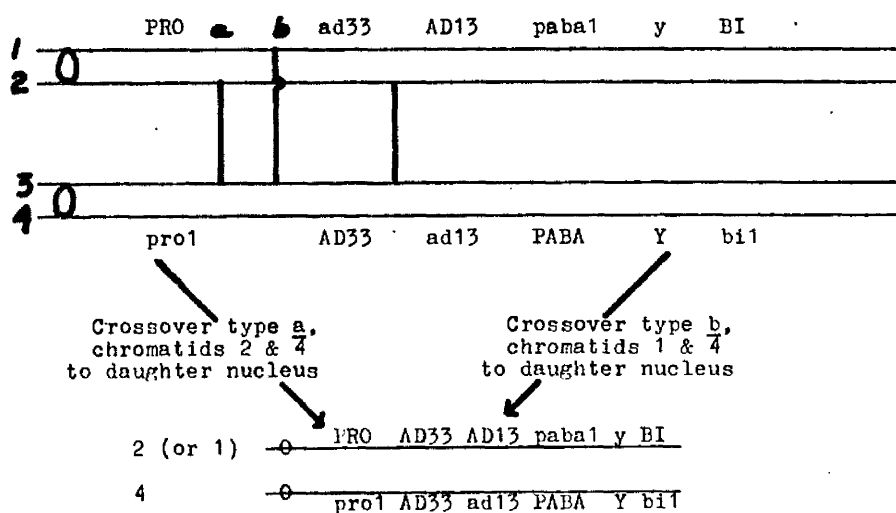 PRO a b ad33 AD13 paba1 y BI
1
2
3
4
pro1 AD33 ad13 PABA Y bi1
Crossover type a,
chromatids 2 & 4
to daughter nucleus
Crossover type b,
chromatids 1 & 4
to daughter nucleus
2 (or 1) PRO AD33 AD13 paba1 y BI
4 pro1 AD33 ad13 PABA Y bi1